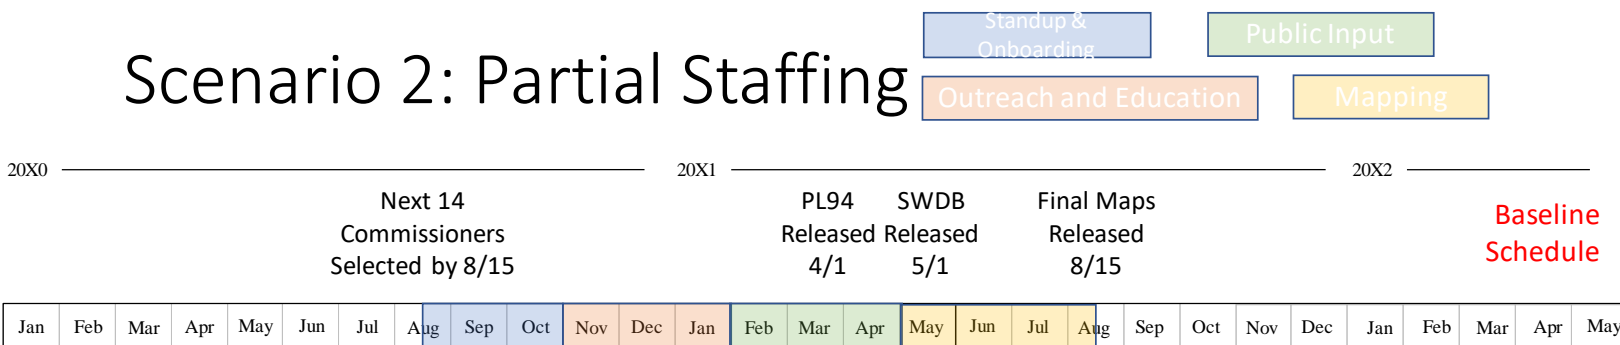 Scenario 2: Partial Staffing
Standup &
Onboarding
Public Input
Outreach and Education
Mapping
20X0
20X1
20X2
Next 14
Commissioners
Selected by 8/15
PL94
Released
4/1
SWDB
Released
5/1
Final Maps
Released
8/15
Baseline
Schedule
Jan Feb Mar Apr May Jun Jul Aug Sep Oct Nov Dec Jan Feb Mar Apr May Jun Jul Aug Sep Oct Nov Dec Jan Feb Mar Apr May